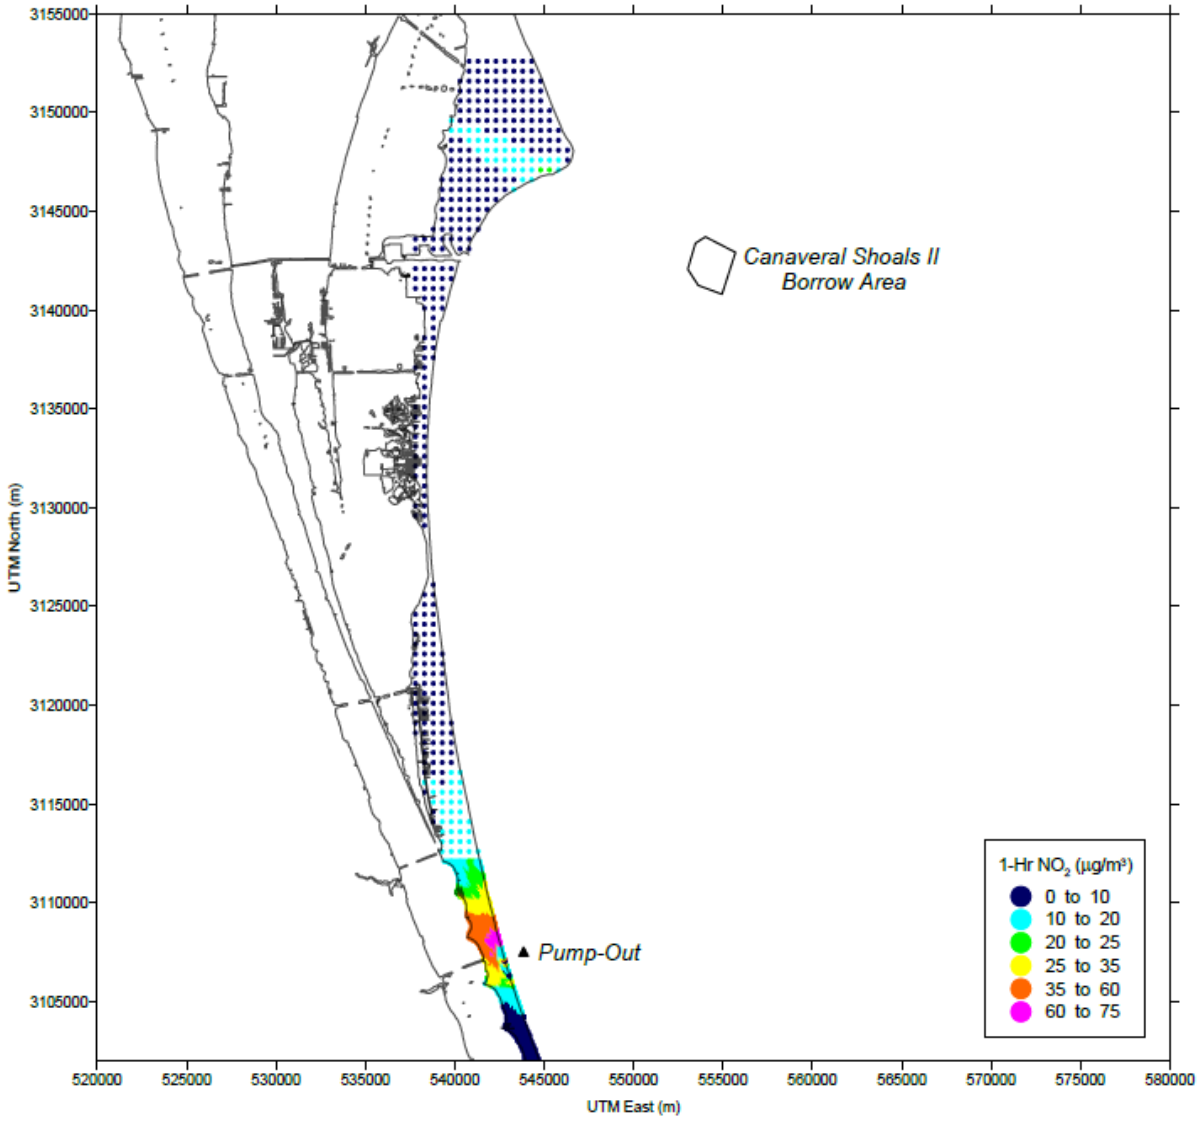 3155000
3150000
3145000
3140000
3135000
3130000
3125000
3120000
3115000
3110000
3105000
UTM North (m)
Canaveral Shoals II
Borrow Area
Pump-Out
1-Hr NO₂ (µg/m³)
0 to 10
10 to 20
20 to 25
25 to 35
35 to 60
60 to 75
520000 525000 530000 535000 540000 545000 550000 555000 560000 565000 570000 575000 580000
UTM East (m)